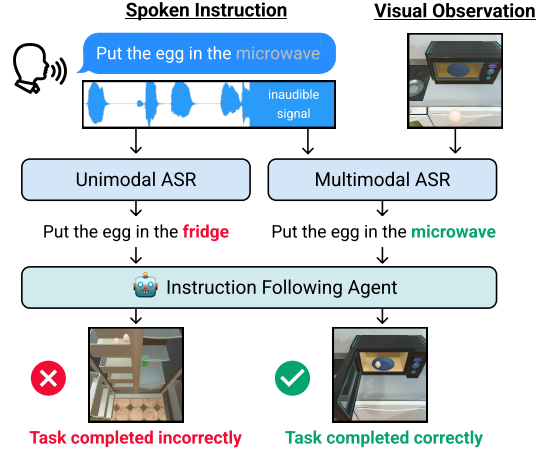 Spoken Instruction
Visual Observation
Put the egg in the microwave
inaudible
signal
Unimodal ASR
Multimodal ASR
Put the egg in the fridge
Put the egg in the microwave
Instruction Following Agent
Task completed incorrectly
Task completed correctly